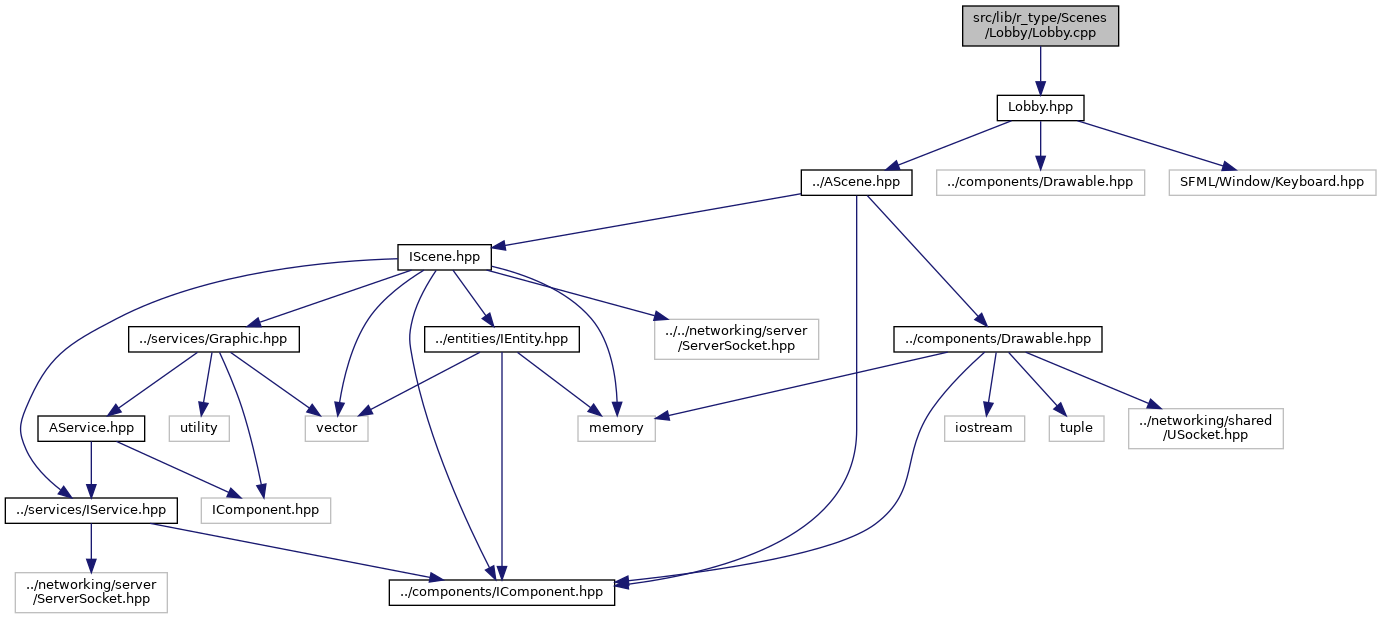 src/lib/r_type/Scenes
/Lobby/Lobby.cpp
Lobby.hpp
../AScene.hpp
../components/Drawable.hpp
SFML/Window/Keyboard.hpp
IScene.hpp
../services/Graphic.hpp
../entities/IEntity.hpp
../../networking/server
/ServerSocket.hpp
../components/Drawable.hpp
AService.hpp
utility
vector
memory
iostream
tuple
../networking/shared
/USocket.hpp
../services/IService.hpp
IComponent.hpp
../networking/server
/ServerSocket.hpp
../components/IComponent.hpp